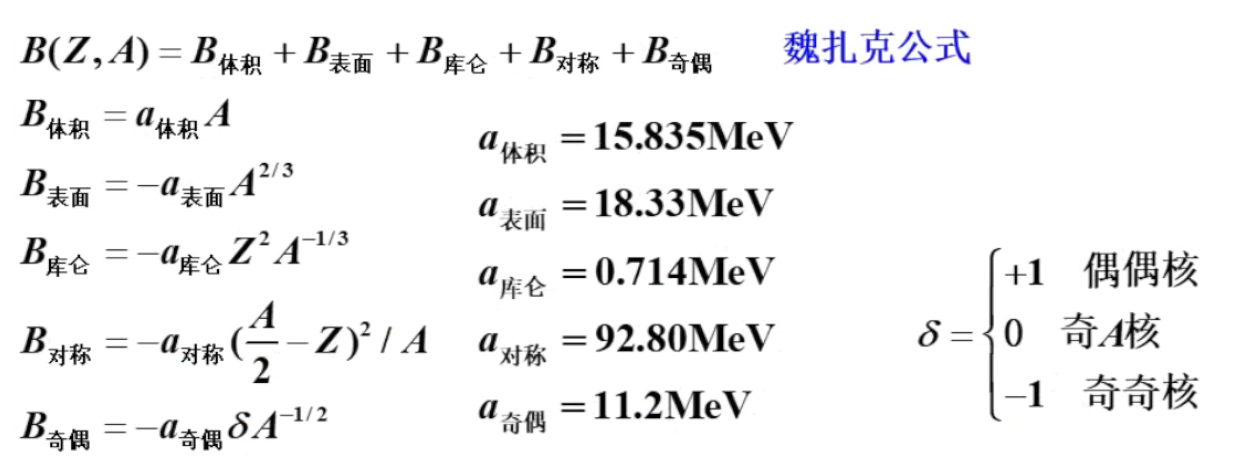 B(Z,A) = B体积 + B表面 + B库仑 + B对称 + B奇偶 魏扎克公式
B体积 = a体积 A
a体积 = 15.835MeV
B表面 = −a表面 A^{2/3}
a表面 = 18.33MeV
B库仑 = −a库仑 Z² A^{−1/3}
a库仑 = 0.714MeV
B对称 = −a对称 (A/2 − Z)² / A
a对称 = 92.80MeV
B奇偶 = −a奇偶 δ A^{−1/2}
a奇偶 = 11.2MeV
δ = {
+1 偶偶核
0 奇A核
−1 奇奇核